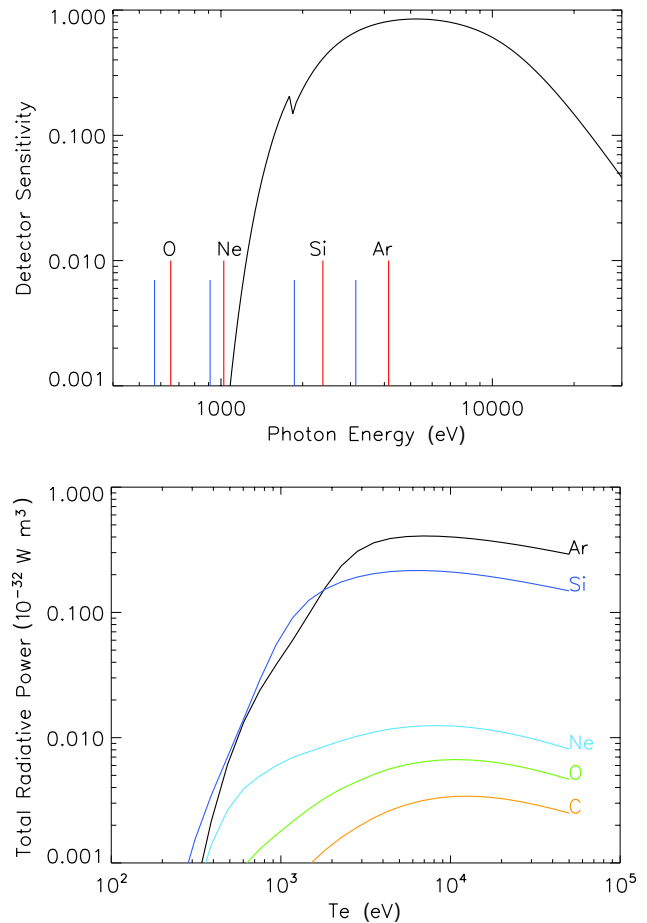 1.000
0.100
0.010
0.001
Detector Sensitivity
O Ne Si Ar
1000 10000
Photon Energy (eV)
1.000
0.100
0.010
0.001
Total Radiative Power (10⁻³² W m³)
Ar
Si
Ne
O
C
10² 10³ 10⁴ 10⁵
Te (eV)